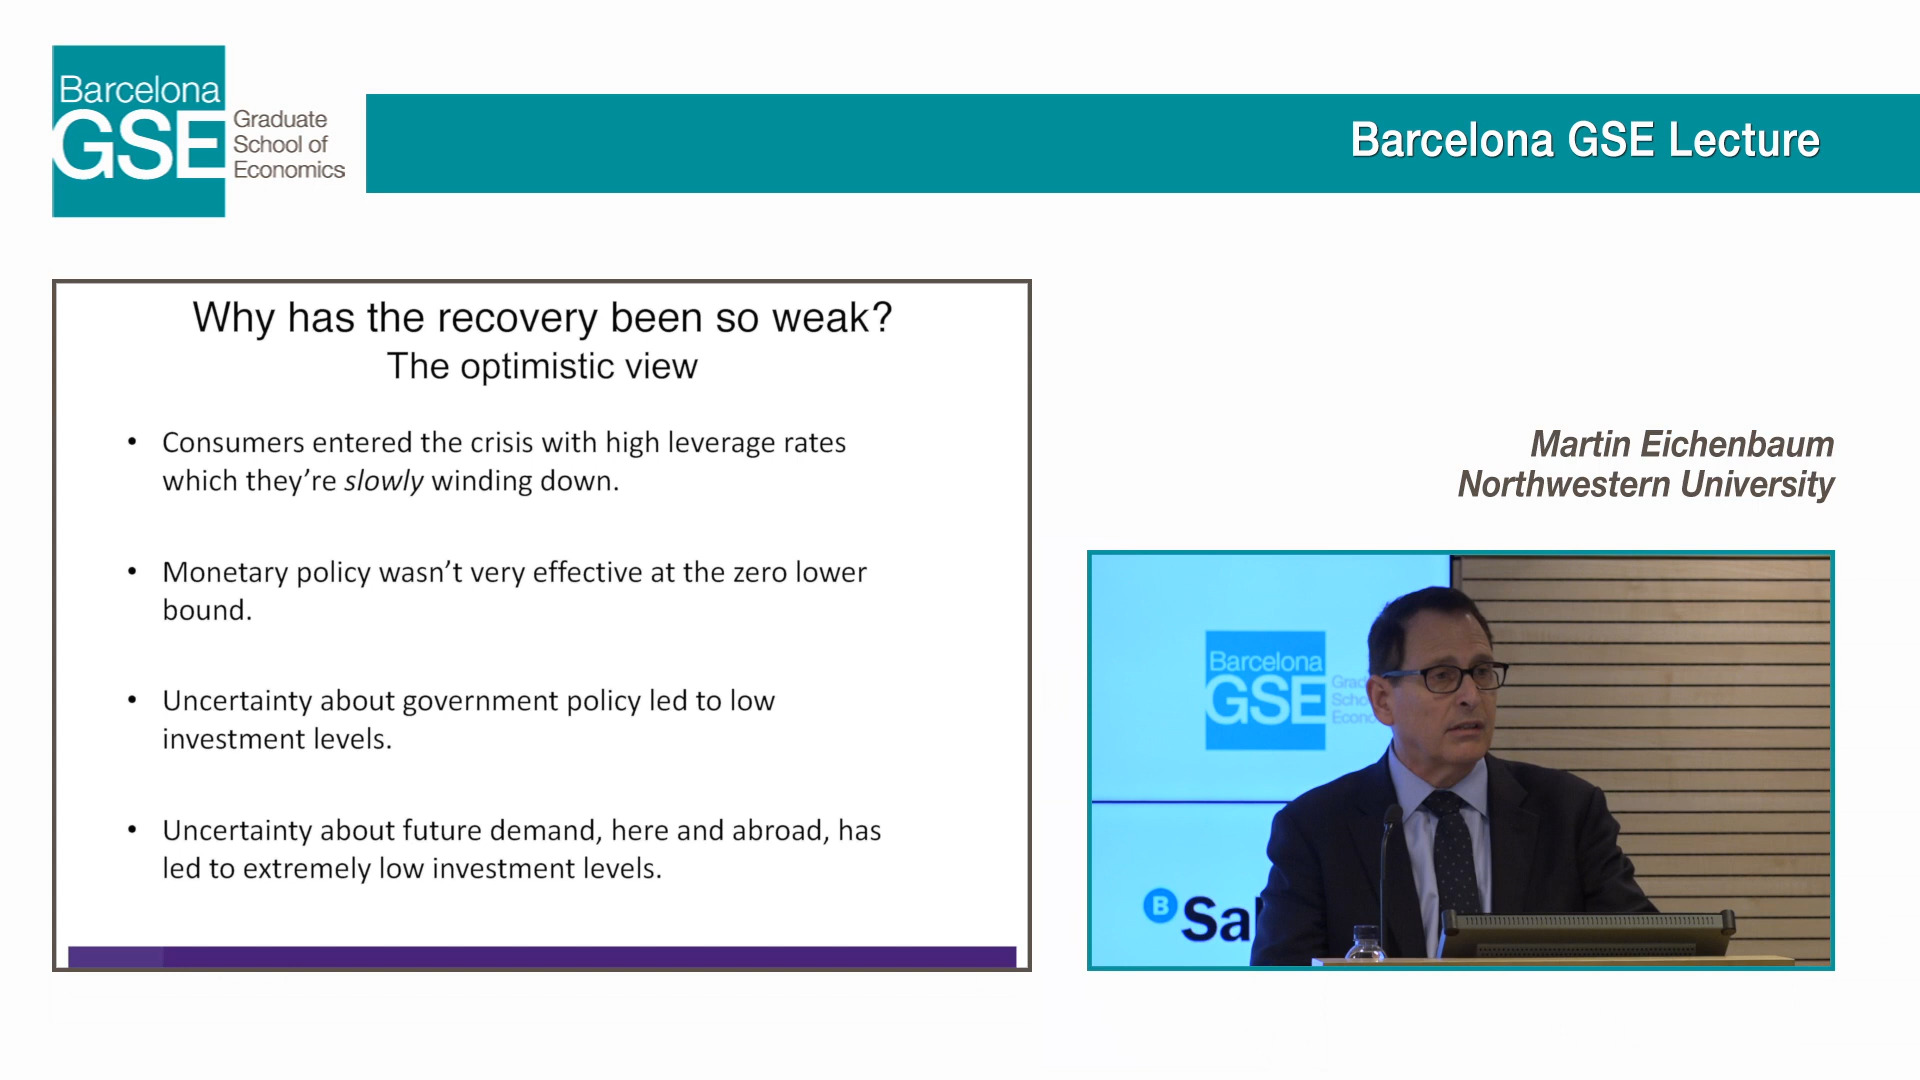 Barcelona
GSE
Graduate
School of
Economics
Barcelona GSE Lecture
Why has the recovery been so weak?
The optimistic view
• Consumers entered the crisis with high leverage rates
which they’re slowly winding down.
• Monetary policy wasn’t very effective at the zero lower
bound.
• Uncertainty about government policy led to low
investment levels.
• Uncertainty about future demand, here and abroad, has
led to extremely low investment levels.
Martin Eichenbaum
Northwestern University
Barcelona
GSE
B